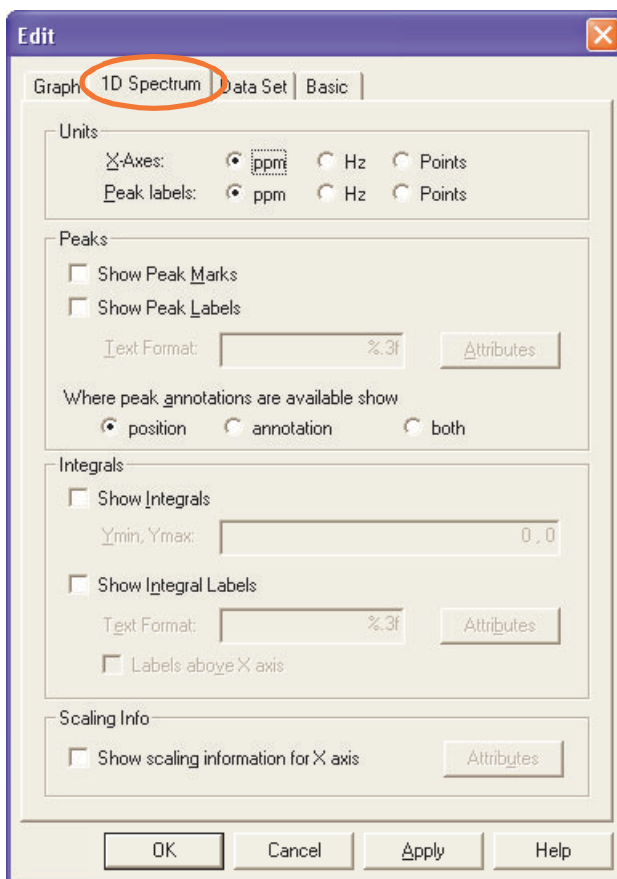 Edit
Graph 1D Spectrum Data Set Basic
Units
X-Axes: ppm Hz Points
Peak labels: ppm Hz Points
Peaks
Show Peak Marks
Show Peak Labels
Text Format: %.3f Attributes
Where peak annotations are available show
position annotation both
Integrals
Show Integrals
Ymin, Ymax: 0 , 0
Show Integral Labels
Text Format: %.3f Attributes
Labels above X axis
Scaling Info
Show scaling information for X axis Attributes
OK Cancel Apply Help